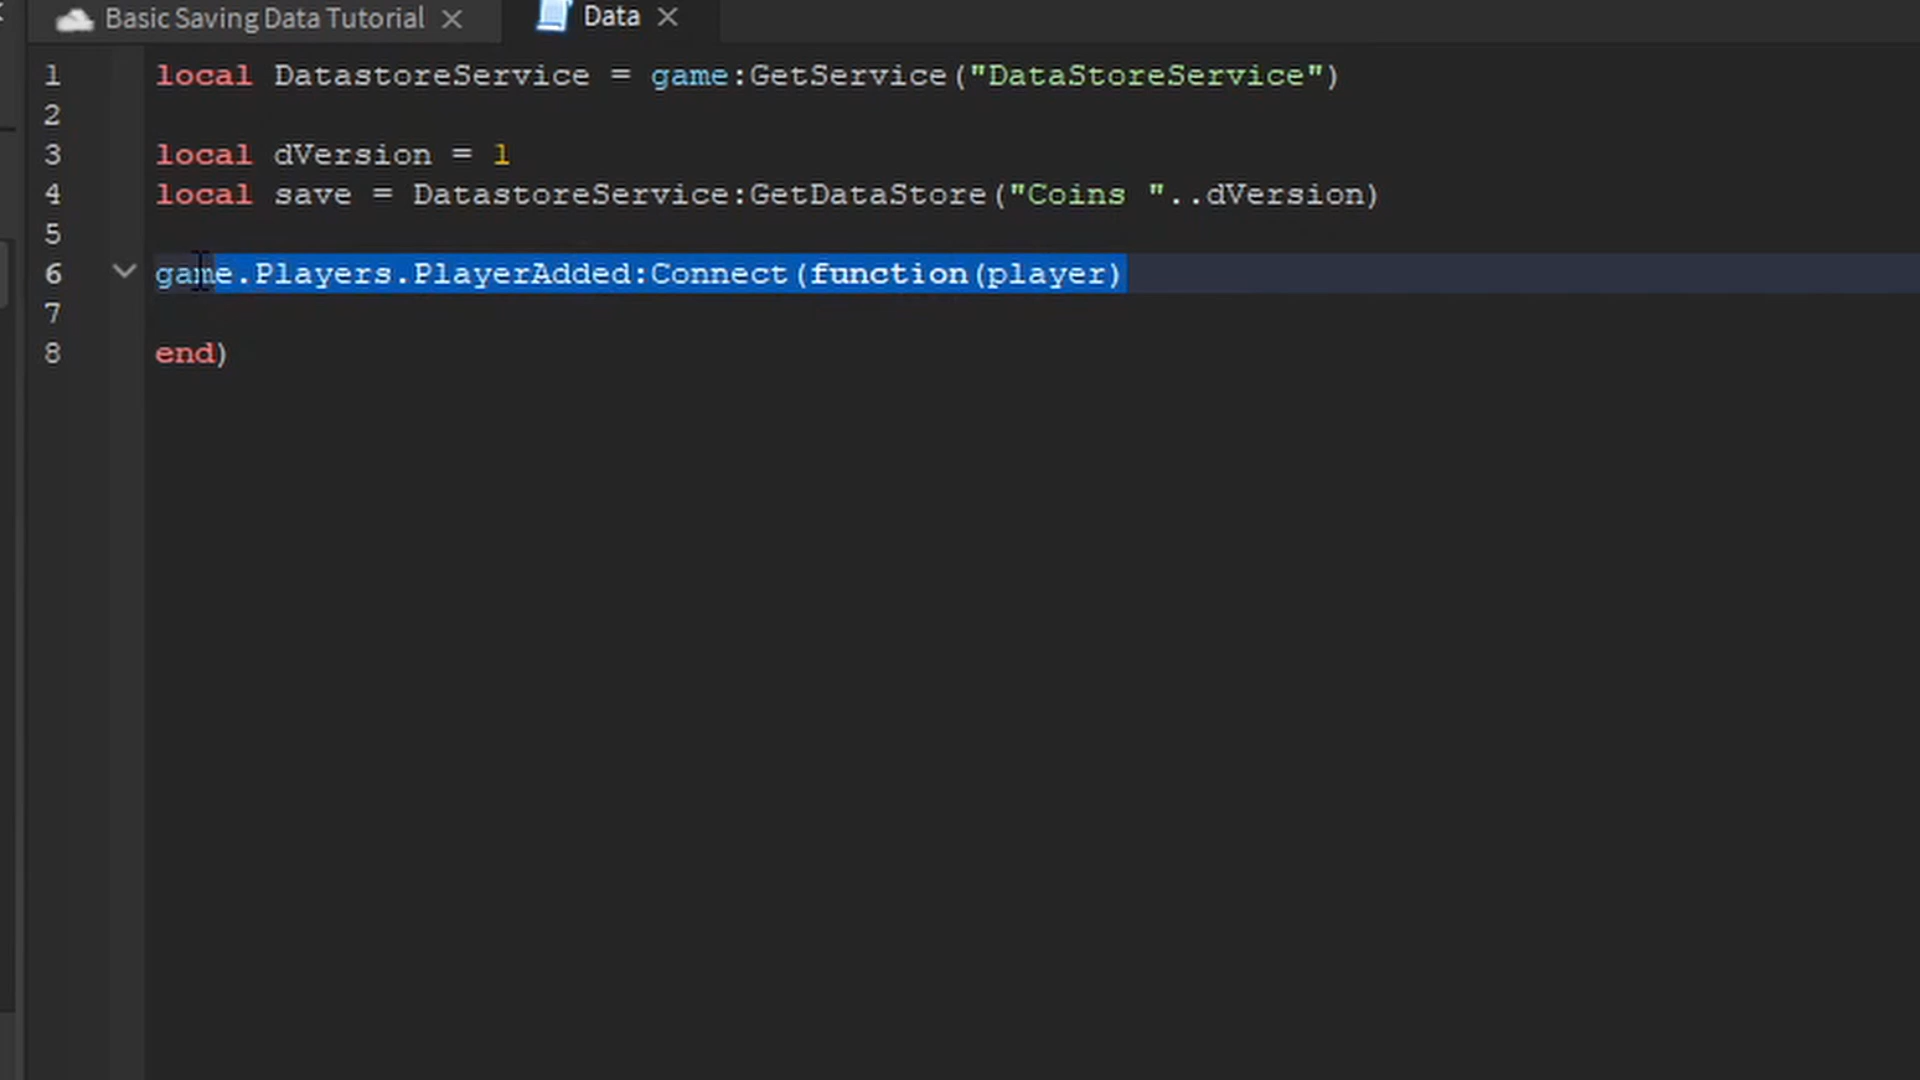 Basic Saving Data Tutorial
Data
1 local DatastoreService = game:GetService("DataStoreService")
2
3 local dVersion = 1
4 local save = DatastoreService:GetDataStore("Coins "..dVersion)
5
6 game.Players.PlayerAdded:Connect(function(player)
7
8 end)